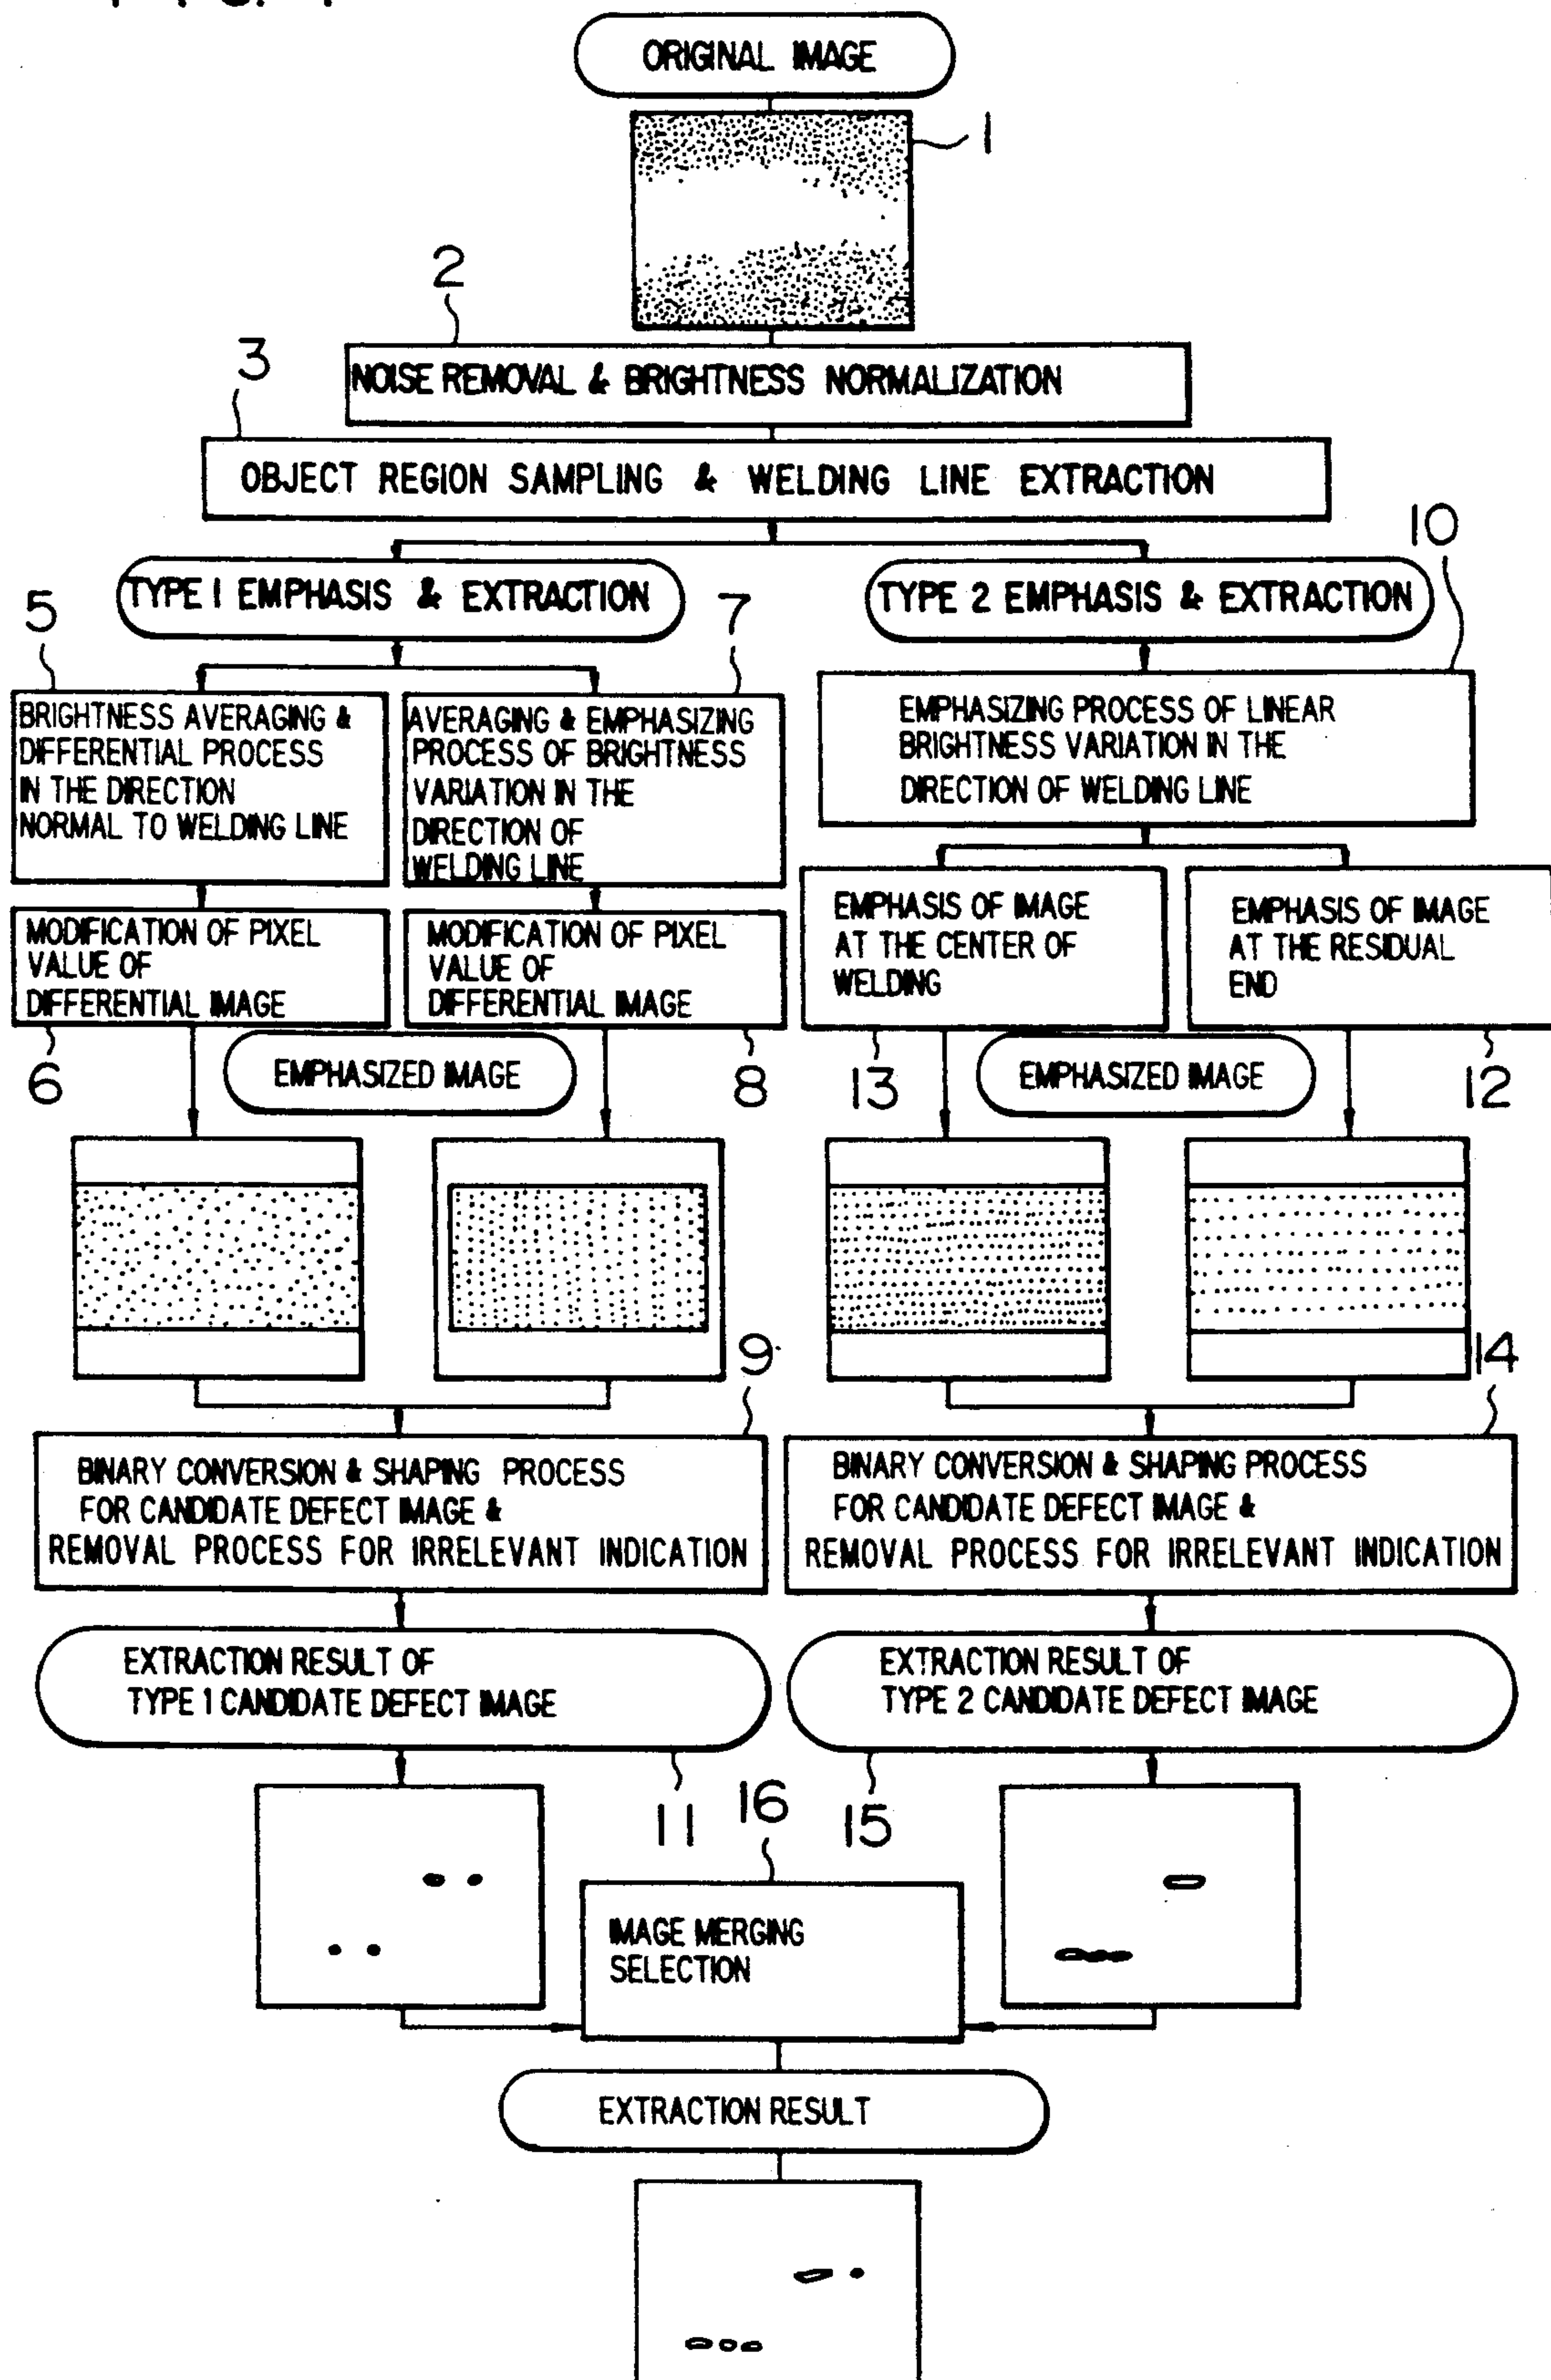 ORIGINAL IMAGE
1
2
NOISE REMOVAL & BRIGHTNESS NORMALIZATION
3
OBJECT REGION SAMPLING & WELDING LINE EXTRACTION
TYPE 1 EMPHASIS & EXTRACTION
TYPE 2 EMPHASIS & EXTRACTION
10
5
BRIGHTNESS AVERAGING &
DIFFERENTIAL PROCESS
IN THE DIRECTION
NORMAL TO WELDING LINE
7
AVERAGING & EMPHASIZING
PROCESS OF BRIGHTNESS
VARIATION IN THE
DIRECTION OF
WELDING LINE
EMPHASIZING PROCESS OF LINEAR
BRIGHTNESS VARIATION IN THE
DIRECTION OF WELDING LINE
MODIFICATION OF PIXEL
VALUE OF
DIFFERENTIAL IMAGE
6
MODIFICATION OF PIXEL
VALUE OF
DIFFERENTIAL IMAGE
8
EMPHASIS OF IMAGE
AT THE CENTER OF
WELDING
13
EMPHASIS OF IMAGE
AT THE RESIDUAL
END
12
EMPHASIZED IMAGE
EMPHASIZED IMAGE
9
BINARY CONVERSION & SHAPING PROCESS
FOR CANDIDATE DEFECT IMAGE &
REMOVAL PROCESS FOR IRRELEVANT INDICATION
14
BINARY CONVERSION & SHAPING PROCESS
FOR CANDIDATE DEFECT IMAGE &
REMOVAL PROCESS FOR IRRELEVANT INDICATION
EXTRACTION RESULT OF
TYPE 1 CANDIDATE DEFECT IMAGE
11
EXTRACTION RESULT OF
TYPE 2 CANDIDATE DEFECT IMAGE
15
16
IMAGE MERGING
SELECTION
EXTRACTION RESULT